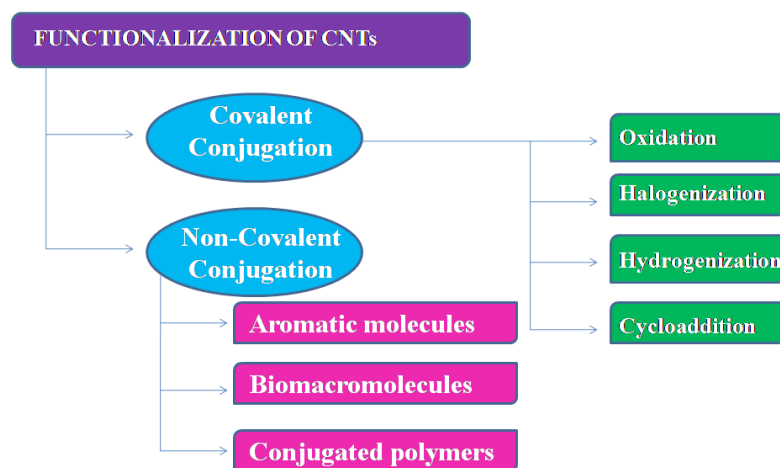 FUNCTIONALIZATION OF CNTs
Covalent
Conjugation
Oxidation
Halogenization
Hydrogenization
Cycloaddition
Non-Covalent
Conjugation
Aromatic molecules
Biomacromolecules
Conjugated polymers